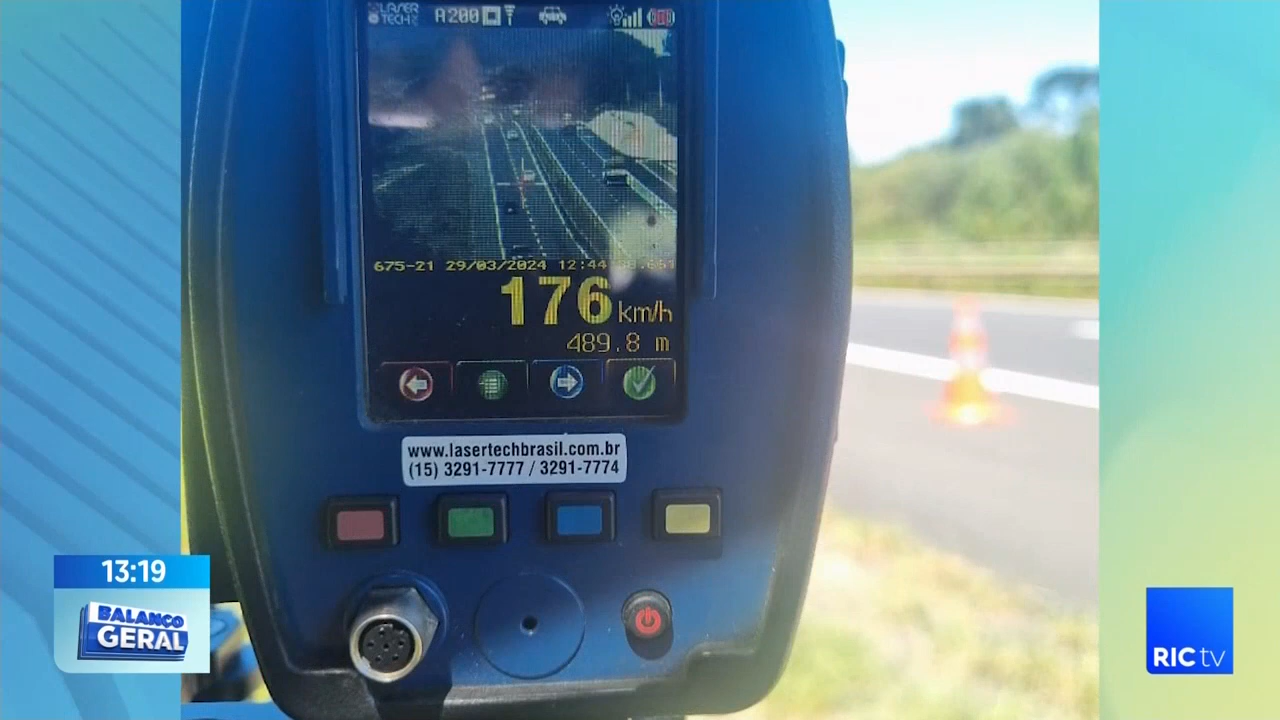 LASER
TECH
A200
675-21 29/03/2024 12:44
176 km/h
489.8 m
www.lasertechbrasil.com.br
(15) 3291-7777 / 3291-7774
13:19
BALANÇO
GERAL
RIC tv